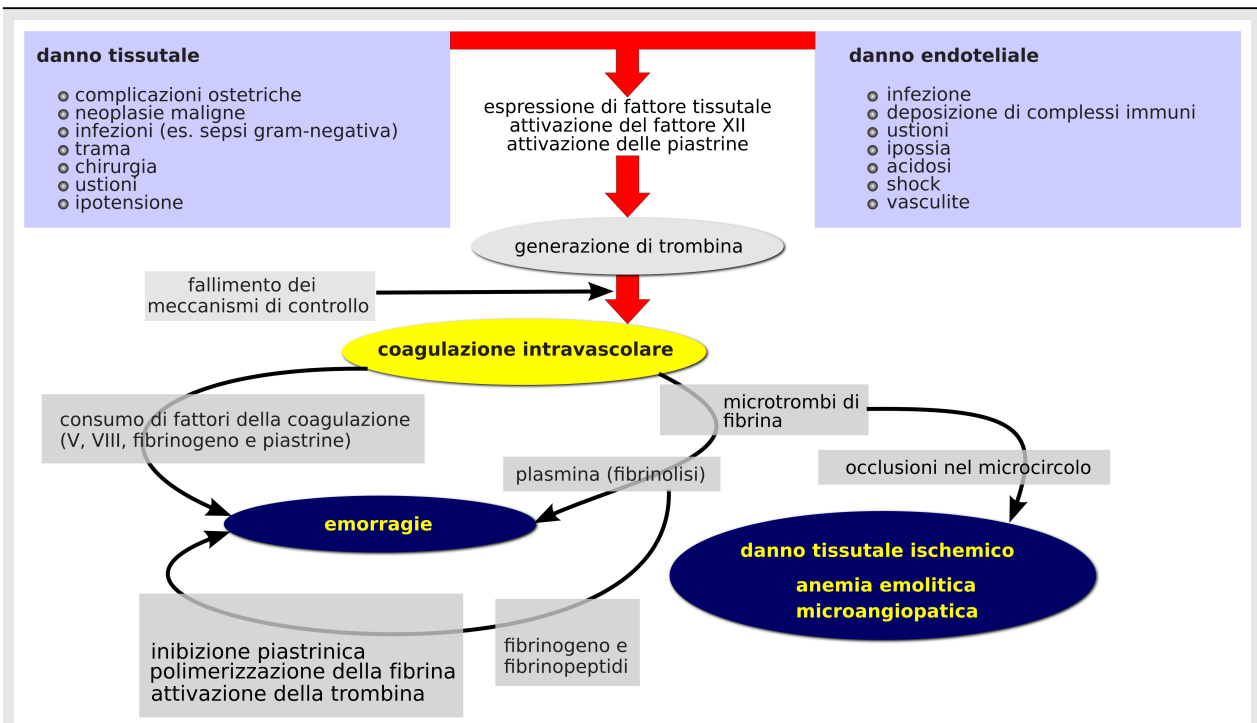 danno tissutale
complicazioni ostetriche
neoplasie maligne
infezioni (es. sepsi gram-negativa)
trama
chirurgia
ustioni
ipotensione
espressione di fattore tissutale
attivazione del fattore XII
attivazione delle piastrine
danno endoteliale
infezione
deposizione di complessi immuni
ustioni
ipossia
acidosi
shock
vasculite
generazione di trombina
fallimento dei
meccanismi di controllo
coagulazione intravascolare
consumo di fattori della coagulazione
(V, VIII, fibrinogeno e piastrine)
microtrombi di
fibrina
plasmina (fibrinolisi)
occlusioni nel microcircolo
emorragie
danno tissutale ischemico
anemia emolitica
microangiopatica
inibizione piastrinica
polimerizzazione della fibrina
attivazione della trombina
fibrinogeno e
fibrinopeptidi